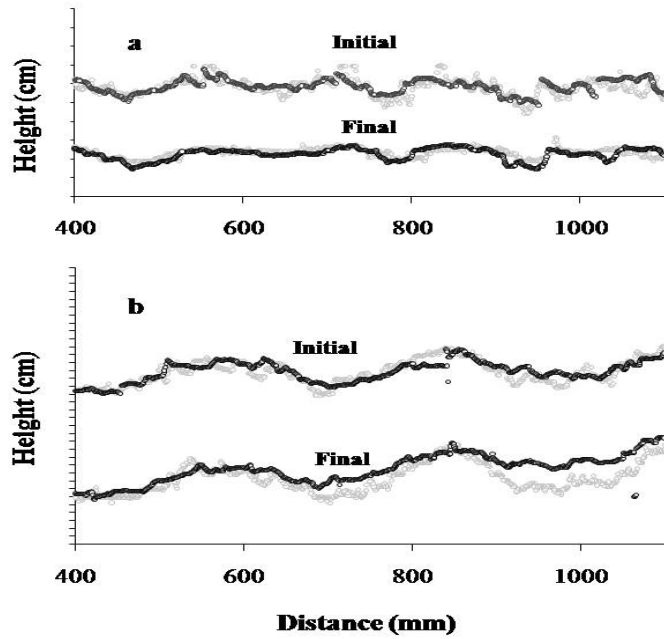 a
Initial
Final
Height (cm)
400 600 800 1000
b
Initial
Final
Height (cm)
400 600 800 1000
Distance (mm)